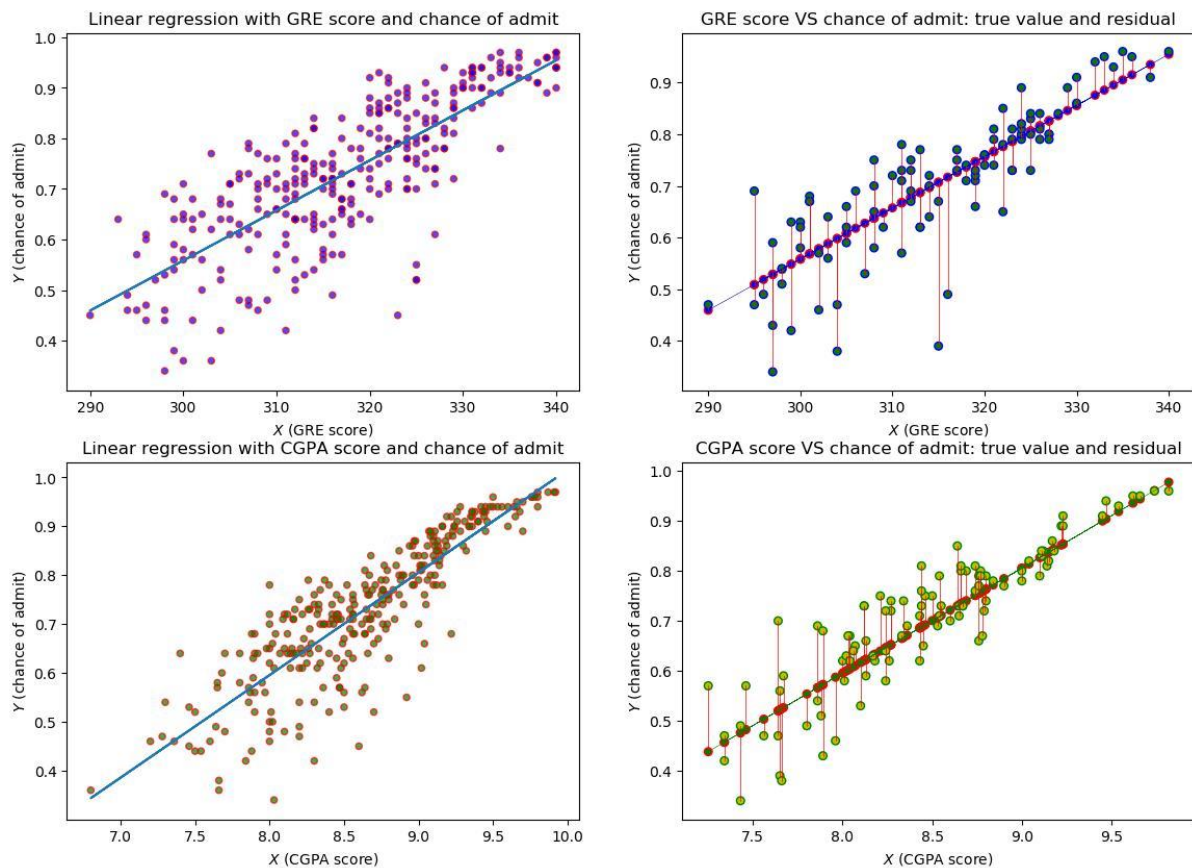 Linear regression with GRE score and chance of admit
1.0
0.9
0.8
0.7
0.6
0.5
0.4
Y (chance of admit)
290 300 310 320 330 340
X (GRE score)
GRE score VS chance of admit: true value and residual
0.9
0.8
0.7
0.6
0.5
0.4
Y (chance of admit)
290 300 310 320 330 340
X (GRE score)
Linear regression with CGPA score and chance of admit
1.0
0.9
0.8
0.7
0.6
0.5
0.4
Y (chance of admit)
7.0 7.5 8.0 8.5 9.0 9.5 10.0
X (CGPA score)
CGPA score VS chance of admit: true value and residual
1.0
0.9
0.8
0.7
0.6
0.5
0.4
Y (chance of admit)
7.5 8.0 8.5 9.0 9.5
X (CGPA score)